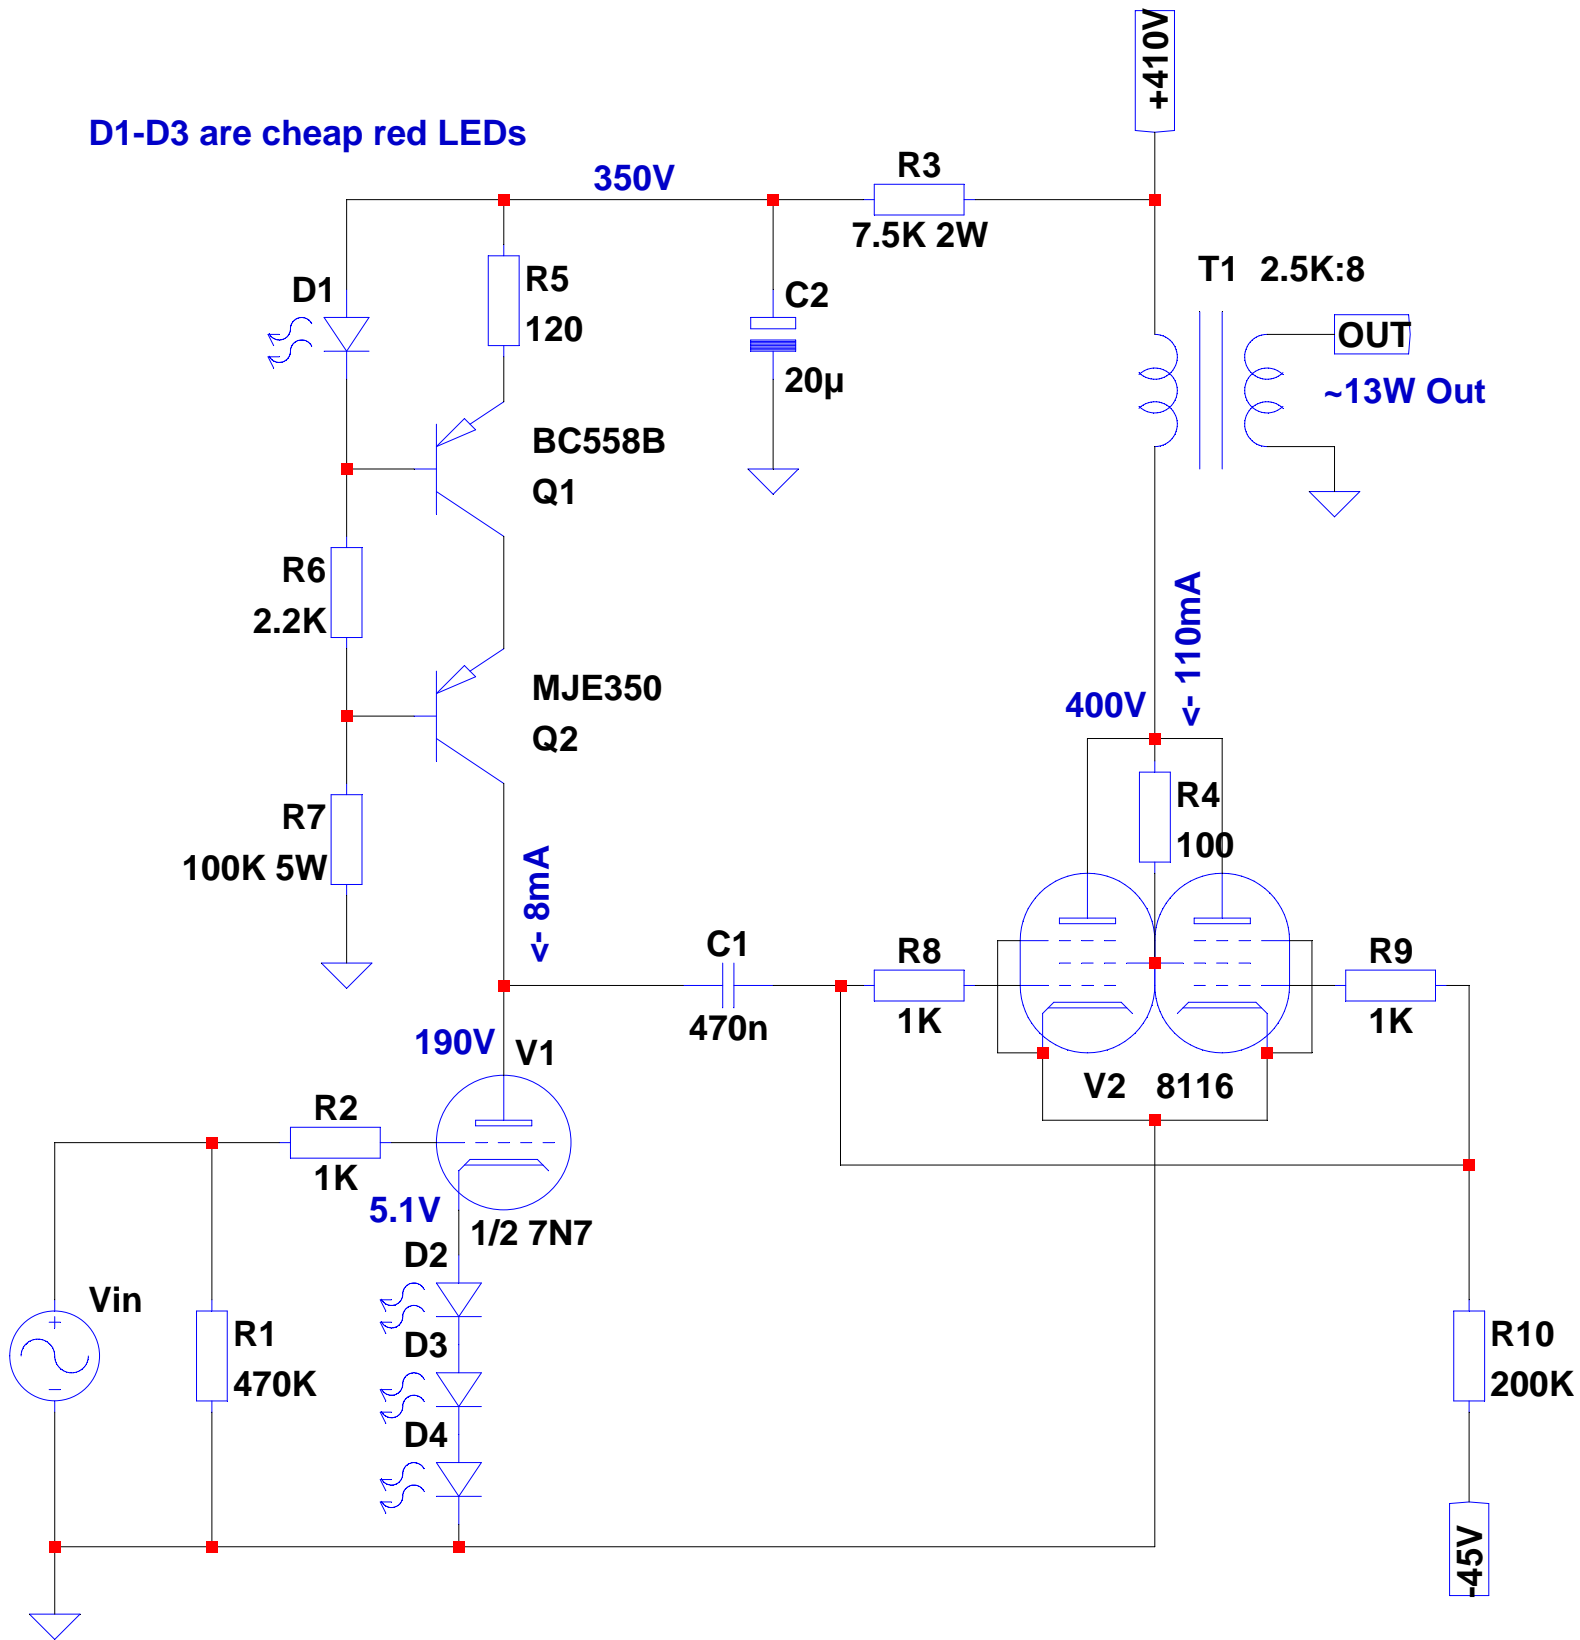 +410V
D1-D3 are cheap red LEDs
350V
R3
7.5K 2W
T1 2.5K:8
D1
R5
120
C2
20µ
OUT
~13W Out
BC558B
Q1
R6
2.2K
<- 110mA
MJE350
Q2
400V
R7
100K 5W
R4
100
<- 8mA
C1
470n
R8
1K
R9
1K
190V
V1
V2 8116
R2
1K
5.1V
1/2 7N7
D2
Vin
+
-
R1
470K
D3
D4
R10
200K
-45V